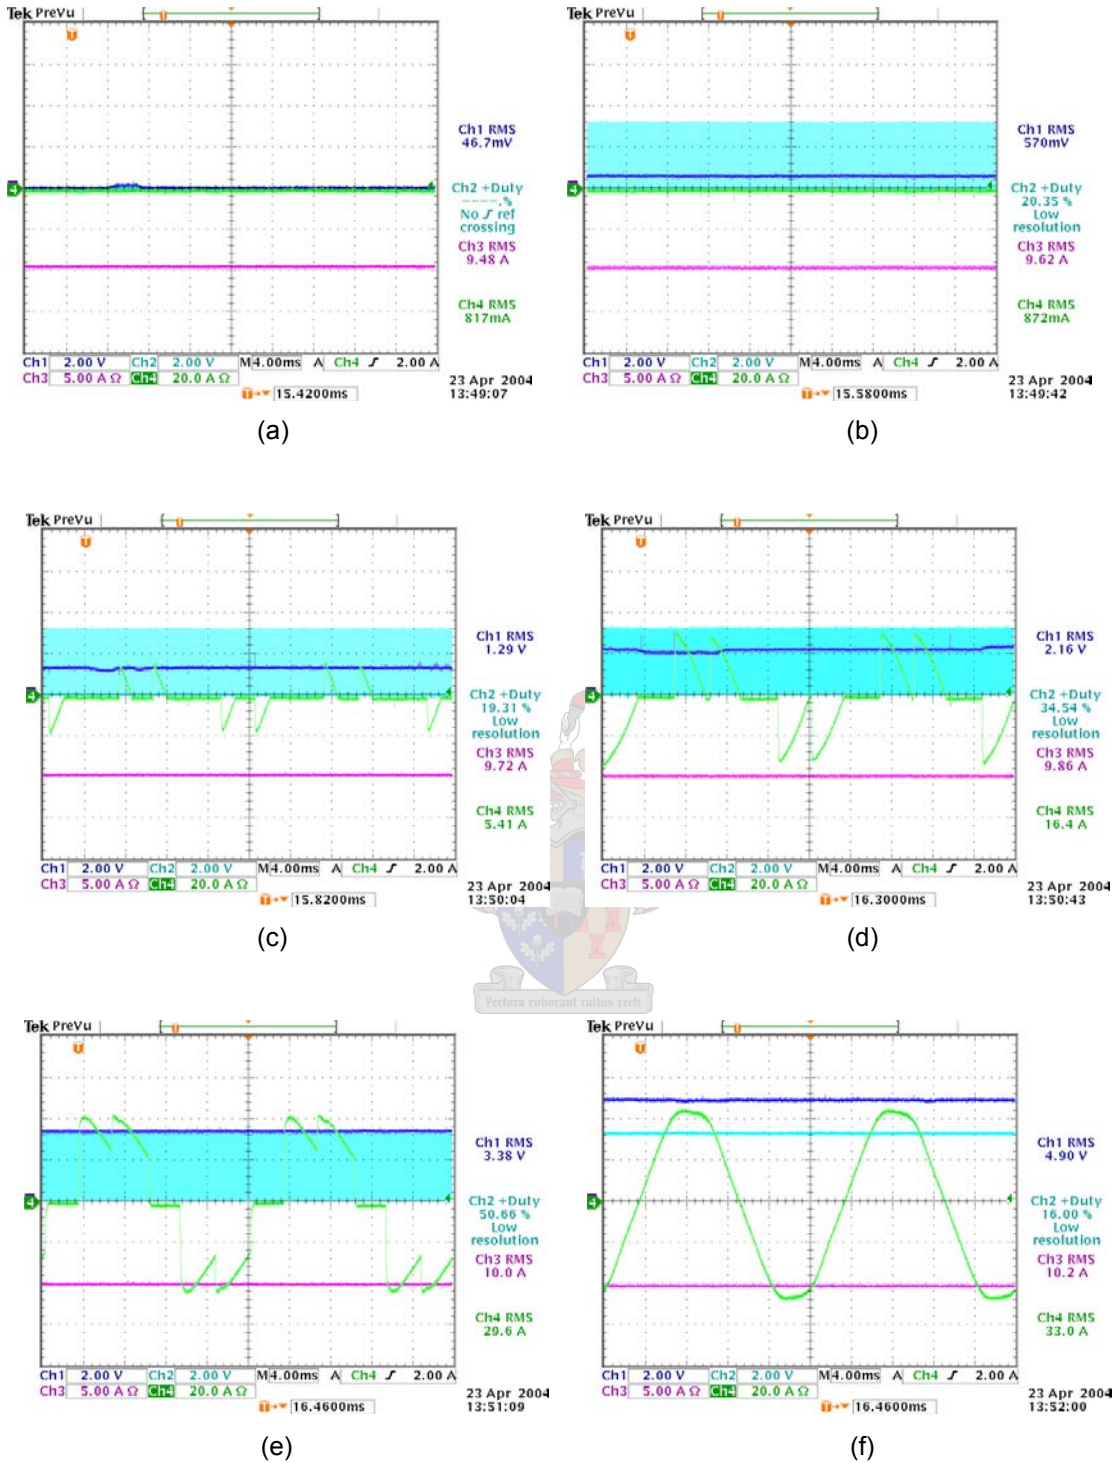 Tek PreVu
T
Ch1 RMS
46.7mV
Ch2 +Duty
-----.%
No ƒ ref
crossing
Ch3 RMS
9.48 A
Ch4 RMS
817mA
4
Ch1 2.00 V Ch2 2.00 V M 4.00ms A Ch4 ƒ 2.00 A
Ch3 5.00 A Ω Ch4 20.0 A Ω
23 Apr 2004
13:49:07
T→▼ 15.4200ms
(a)
Tek PreVu
T
Ch1 RMS
570mV
Ch2 +Duty
20.35 %
Low
resolution
Ch3 RMS
9.62 A
Ch4 RMS
872mA
4
Ch1 2.00 V Ch2 2.00 V M 4.00ms A Ch4 ƒ 2.00 A
Ch3 5.00 A Ω Ch4 20.0 A Ω
23 Apr 2004
13:49:42
T→▼ 15.5800ms
(b)
Tek PreVu
T
Ch1 RMS
1.29 V
Ch2 +Duty
19.31 %
Low
resolution
Ch3 RMS
9.72 A
Ch4 RMS
5.41 A
4
Ch1 2.00 V Ch2 2.00 V M 4.00ms A Ch4 ƒ 2.00 A
Ch3 5.00 A Ω Ch4 20.0 A Ω
23 Apr 2004
13:50:04
T→▼ 15.8200ms
(c)
Tek PreVu
T
Ch1 RMS
2.16 V
Ch2 +Duty
34.54 %
Low
resolution
Ch3 RMS
9.86 A
Ch4 RMS
16.4 A
4
Ch1 2.00 V Ch2 2.00 V M 4.00ms A Ch4 ƒ 2.00 A
Ch3 5.00 A Ω Ch4 20.0 A Ω
23 Apr 2004
13:50:43
T→▼ 16.3000ms
(d)
Pectora roborant cultus recti
Tek PreVu
T
Ch1 RMS
3.38 V
Ch2 +Duty
50.66 %
Low
resolution
Ch3 RMS
10.0 A
Ch4 RMS
29.6 A
4
Ch1 2.00 V Ch2 2.00 V M 4.00ms A Ch4 ƒ 2.00 A
Ch3 5.00 A Ω Ch4 20.0 A Ω
23 Apr 2004
13:51:09
T→▼ 16.4600ms
(e)
Tek PreVu
T
Ch1 RMS
4.90 V
Ch2 +Duty
16.00 %
Low
resolution
Ch3 RMS
10.2 A
Ch4 RMS
33.0 A
4
Ch1 2.00 V Ch2 2.00 V M 4.00ms A Ch4 ƒ 2.00 A
Ch3 5.00 A Ω Ch4 20.0 A Ω
23 Apr 2004
13:52:00
T→▼ 16.4600ms
(f)